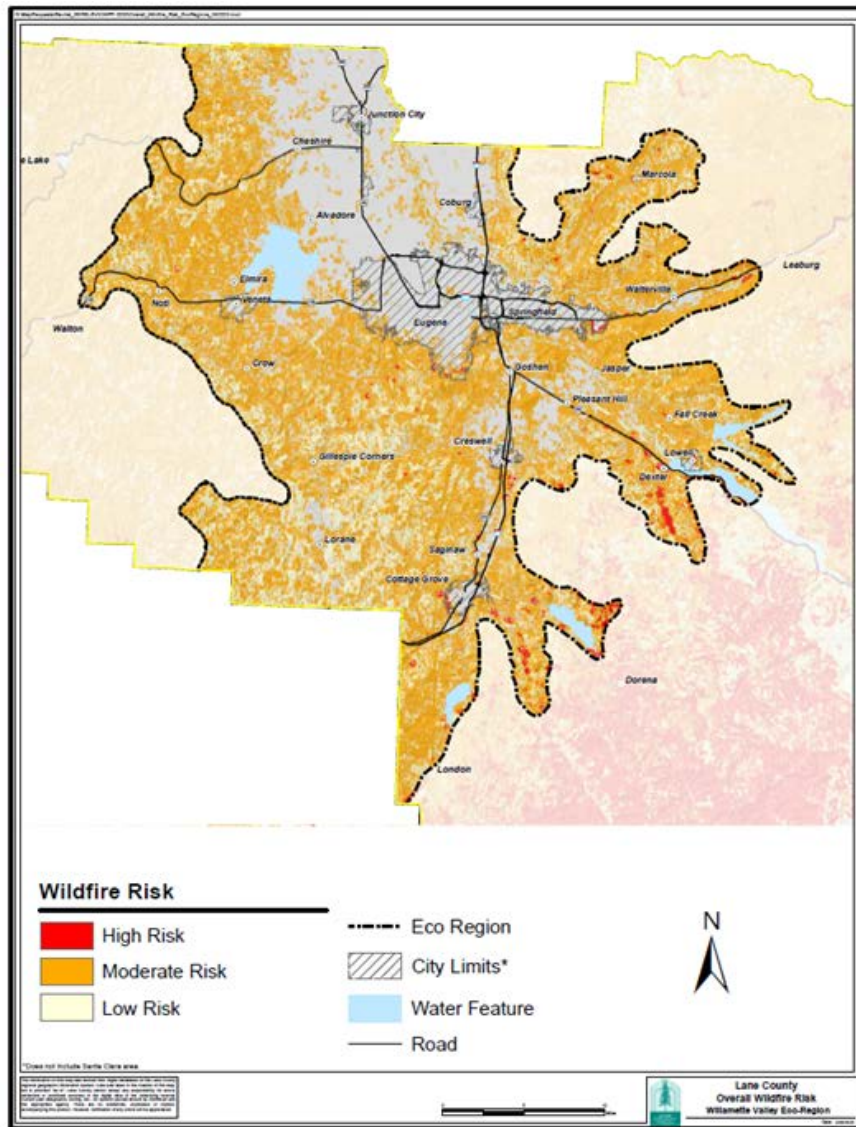 Junction City
Cheshire
e Lake
Marcola
Alvadore
Coburg
Leaburg
Elmira
Walterville
Noti
Veneta
Springfield
Eugene
Walton
Crow
Goshen
Jasper
Pleasant Hill
Fall Creek
Creswell
Lowell
Gillespie Corners
Dexter
Lorane
Saginaw
Cottage Grove
Dorena
London
Wildfire Risk
High Risk
Moderate Risk
Low Risk
Eco Region
City Limits*
Water Feature
Road
N
*Does not include Santa Clara area
Lane County
Overall Wildfire Risk
Willamette Valley Eco-Region